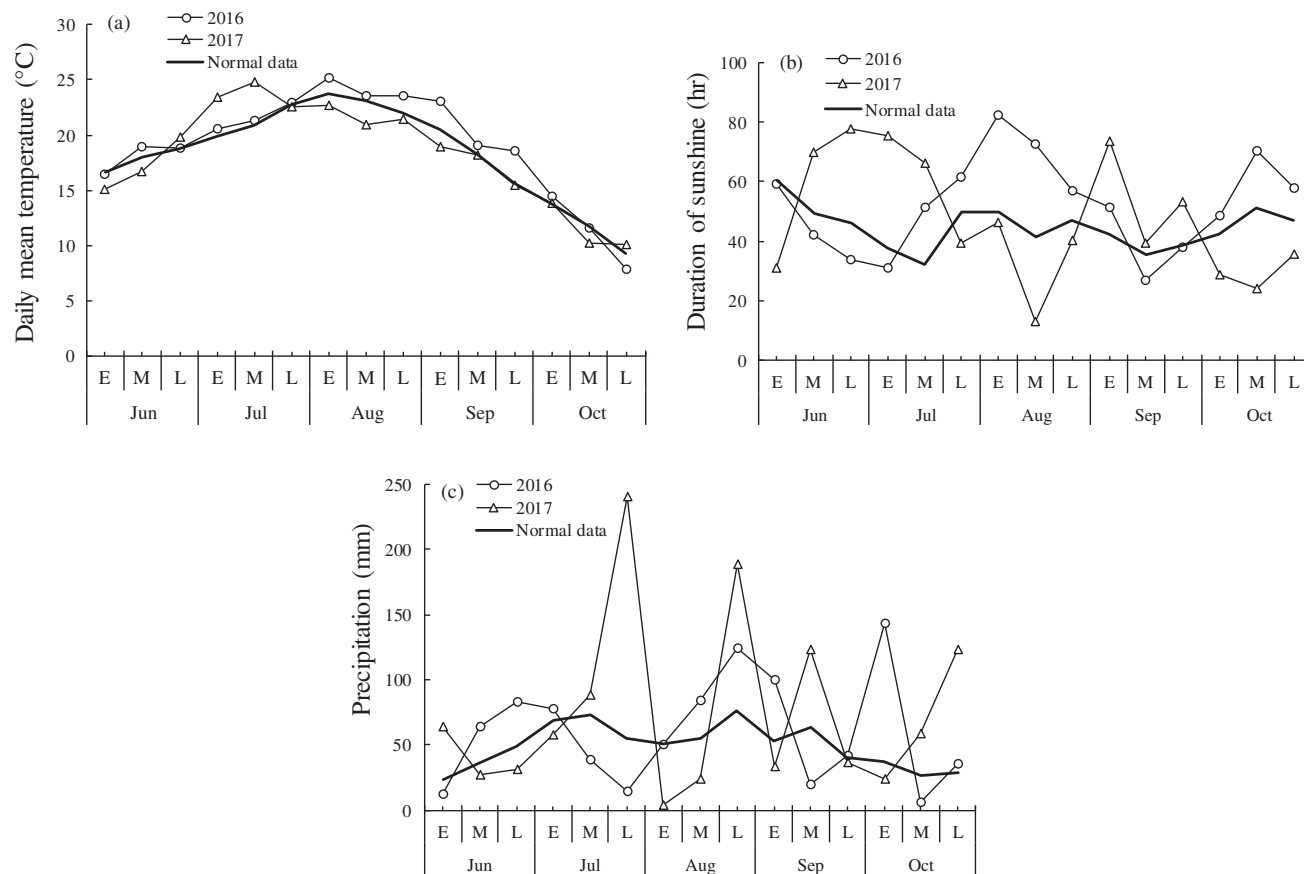 (a)
2016
2017
Normal data
Daily mean temperature (°C)
30
25
20
15
10
5
0
E M L E M L E M L E M L E M L
Jun Jul Aug Sep Oct
(b)
2016
2017
Normal data
Duration of sunshine (hr)
100
80
60
40
20
0
E M L E M L E M L E M L E M L
Jun Jul Aug Sep Oct
(c)
2016
2017
Normal data
Precipitation (mm)
250
200
150
100
50
0
E M L E M L E M L E M L E M L
Jun Jul Aug Sep Oct